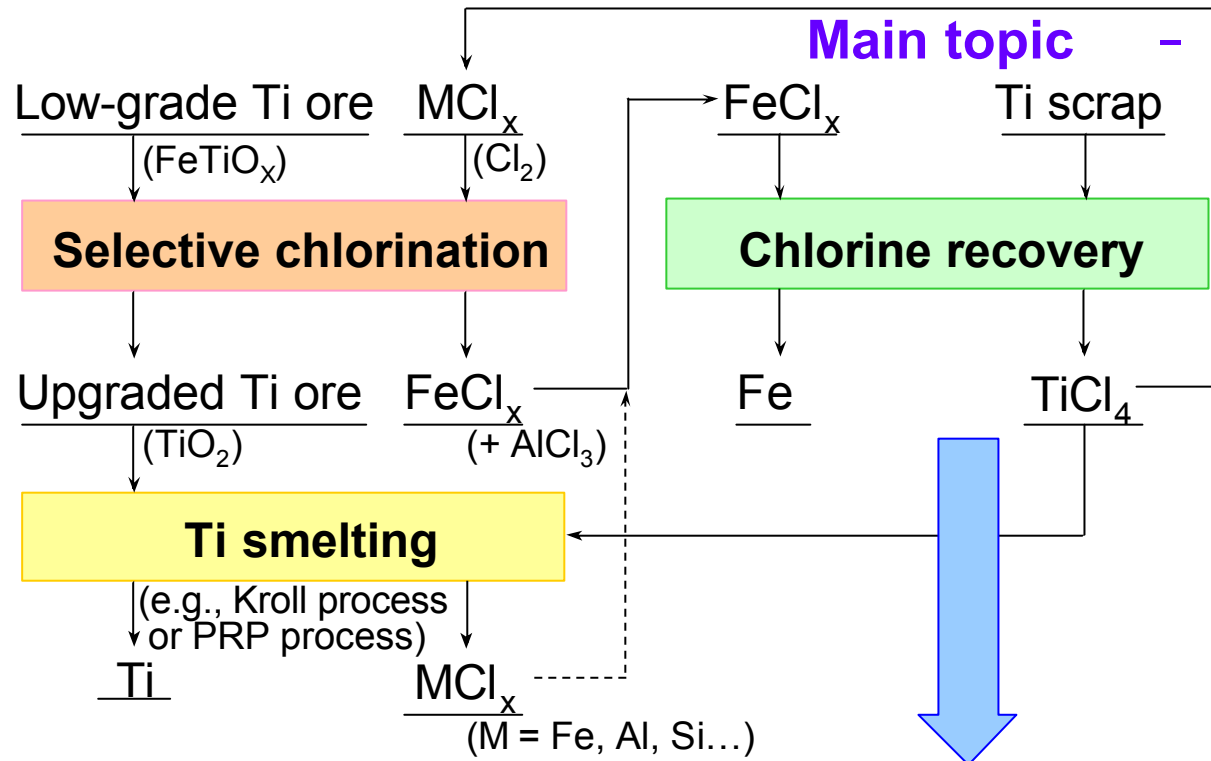 Main topic –
Low-grade Ti ore
(FeTiOₓ)
MClₓ
(Cl₂)
FeClₓ
Ti scrap
Selective chlorination
Chlorine recovery
Upgraded Ti ore
(TiO₂)
FeClₓ
(+ AlCl₃)
Fe
TiCl₄
Ti smelting
(e.g., Kroll process
or PRP process)
Ti
MClₓ
(M = Fe, Al, Si…)